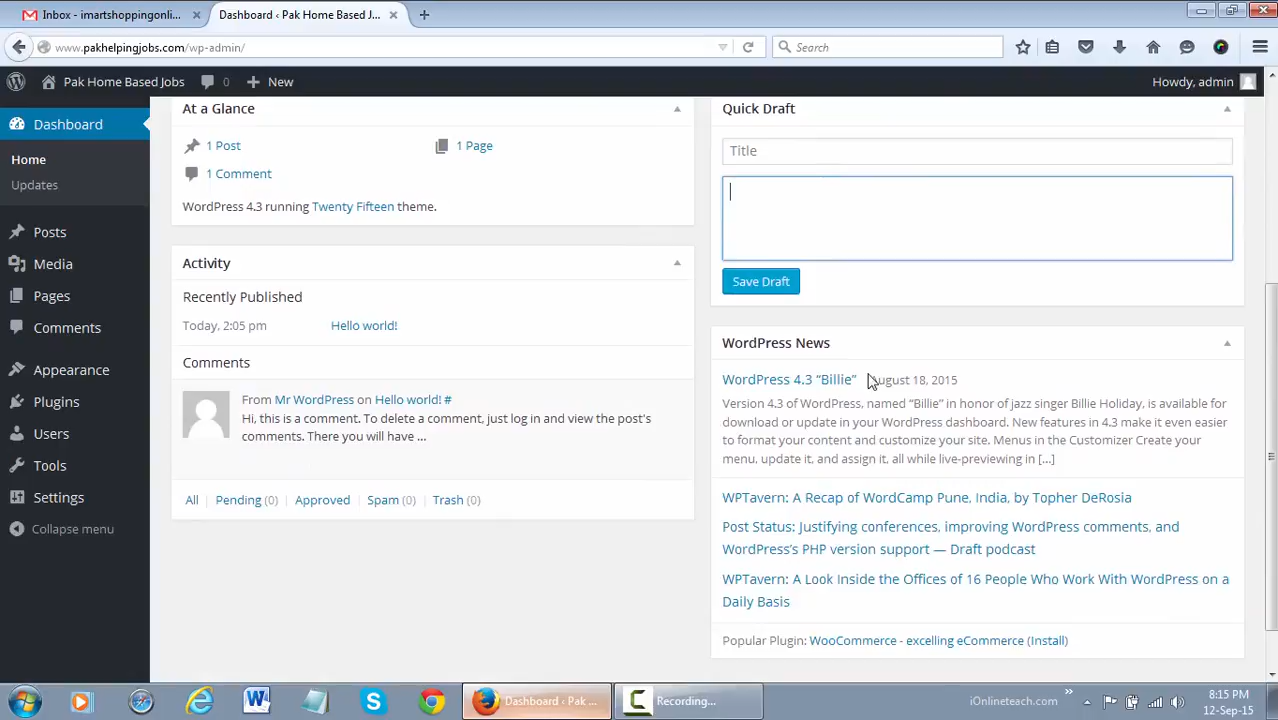 Inbox - imartshoppingonli...
Dashboard ‹ Pak Home Based J...
www.pakhelpingjobs.com/wp-admin/
Search
Pak Home Based Jobs
0
New
Howdy, admin
Dashboard
Home
Updates
Posts
Media
Pages
Comments
Appearance
Plugins
Users
Tools
Settings
Collapse menu
At a Glance
1 Post
1 Page
1 Comment
WordPress 4.3 running Twenty Fifteen theme.
Activity
Recently Published
Today, 2:05 pm Hello world!
Comments
From Mr WordPress on Hello world! #
Hi, this is a comment. To delete a comment, just log in and view the post's
comments. There you will have ...
All | Pending (0) | Approved | Spam (0) | Trash (0)
Quick Draft
Title
Save Draft
WordPress News
WordPress 4.3 “Billie” August 18, 2015
Version 4.3 of WordPress, named “Billie” in honor of jazz singer Billie Holiday, is available for
download or update in your WordPress dashboard. New features in 4.3 make it even easier
to format your content and customize your site. Menus in the Customizer Create your
menu, update it, and assign it, all while live-previewing in [...]
WPTavern: A Recap of WordCamp Pune, India, by Topher DeRosia
Post Status: Justifying conferences, improving WordPress comments, and
WordPress’s PHP version support — Draft podcast
WPTavern: A Look Inside the Offices of 16 People Who Work With WordPress on a
Daily Basis
Popular Plugin: WooCommerce - excelling eCommerce (Install)
Dashboard ‹ Pak ...
Recording...
iOnlineteach.com
8:15 PM
12-Sep-15